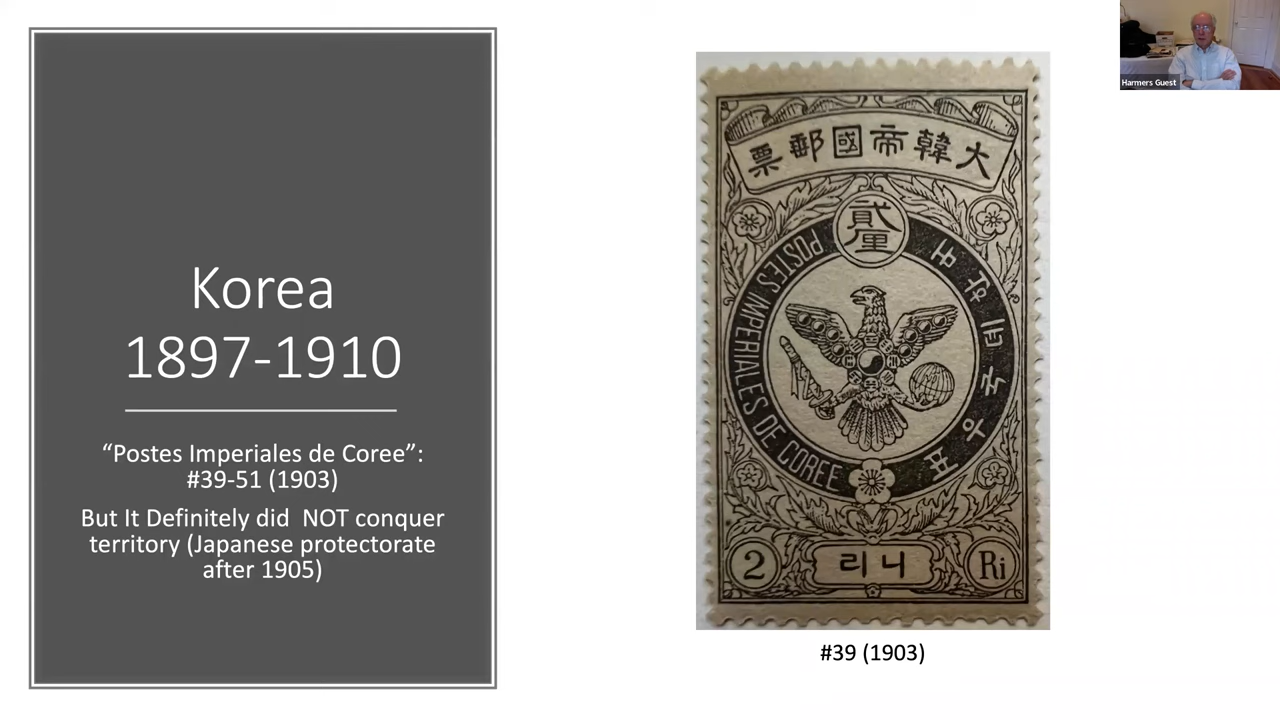 Korea
1897-1910
“Postes Imperiales de Coree”:
#39-51 (1903)
But It Definitely did NOT conquer
territory (Japanese protectorate
after 1905)
大韓帝國郵票
貳厘
POSTES IMPERIALES DE COREE
대한뎨국우표
2 니리 Ri
#39 (1903)
Harmers Guest